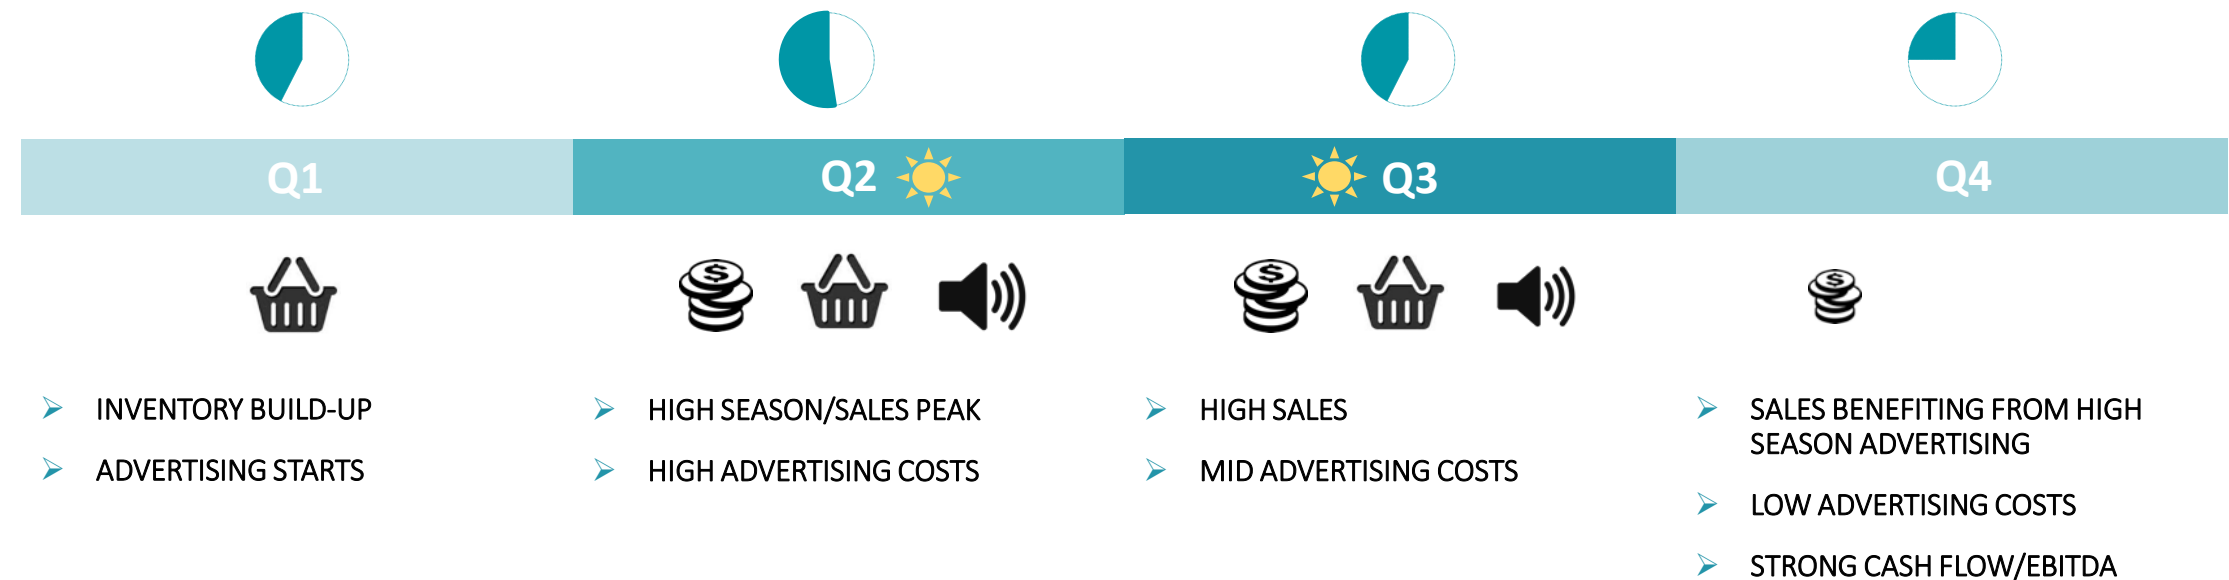 Q1
Q2
Q3
Q4
INVENTORY BUILD-UP
ADVERTISING STARTS
HIGH SEASON/SALES PEAK
HIGH ADVERTISING COSTS
HIGH SALES
MID ADVERTISING COSTS
SALES BENEFITING FROM HIGH
SEASON ADVERTISING
LOW ADVERTISING COSTS
STRONG CASH FLOW/EBITDA